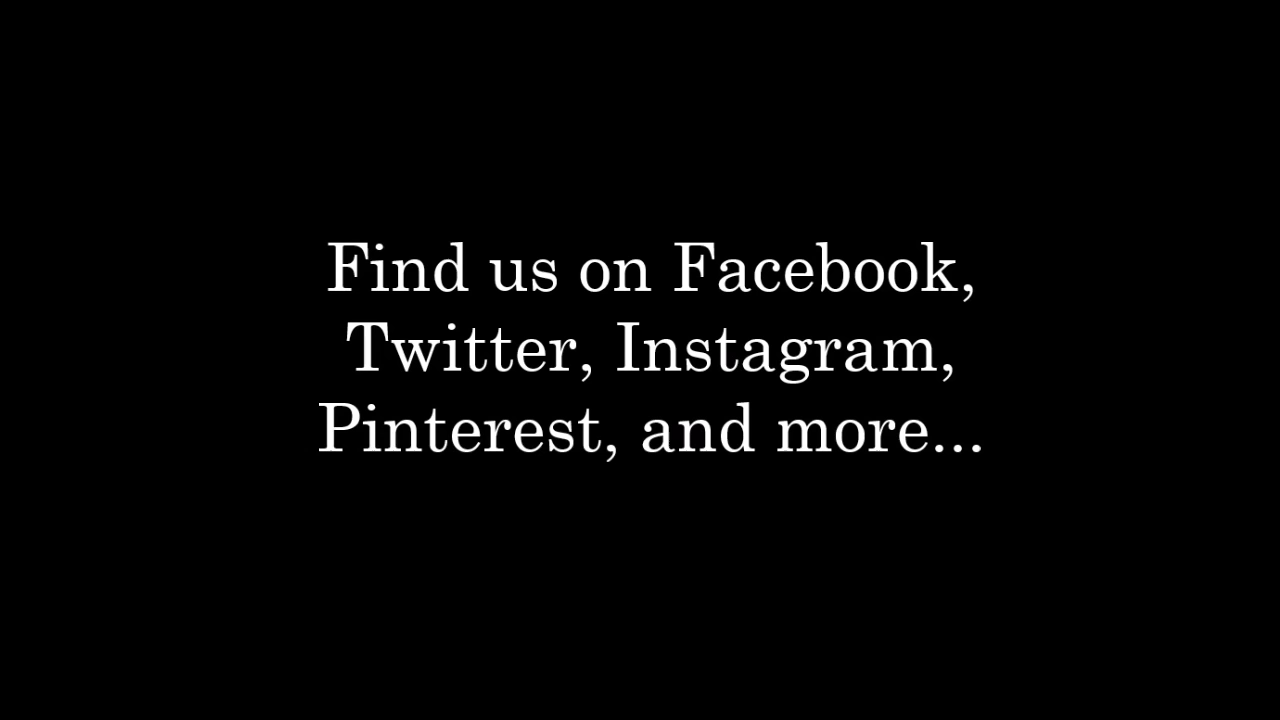 Find us on Facebook,
Twitter, Instagram,
Pinterest, and more...